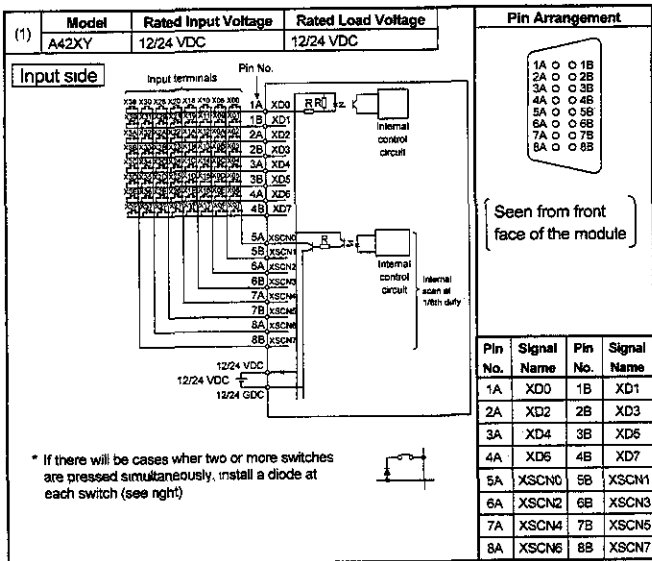 (1)
Model Rated Input Voltage Rated Load Voltage
A42XY 12/24 VDC 12/24 VDC
Pin Arrangement
Input side
Input terminals
Pin No.
X38 X30 X28 X20 X18 X10 X08 X00
1A XD0
1B XD1
2A XD2
2B XD3
3A XD4
3B XD5
4A XD6
4B XD7
5A XSCN0
5B XSCN1
6A XSCN2
6B XSCN3
7A XSCN4
7B XSCN5
8A XSCN6
8B XSCN7
R R
Internal
control
circuit
R
Internal
control
circuit
Internal
scan at
1/8th duty
12/24 VDC
12/24 VDC
12/24 GDC
* If there will be cases wher two or more switches
are pressed simultaneously, install a diode at
each switch (see right)
1A 1B
2A 2B
3A 3B
4A 4B
5A 5B
6A 6B
7A 7B
8A 8B
Seen from front
face of the module
Pin No. Signal Name Pin No. Signal Name
1A XD0 1B XD1
2A XD2 2B XD3
3A XD4 3B XD5
4A XD6 4B XD7
5A XSCN0 5B XSCN1
6A XSCN2 6B XSCN3
7A XSCN4 7B XSCN5
8A XSCN6 8B XSCN7